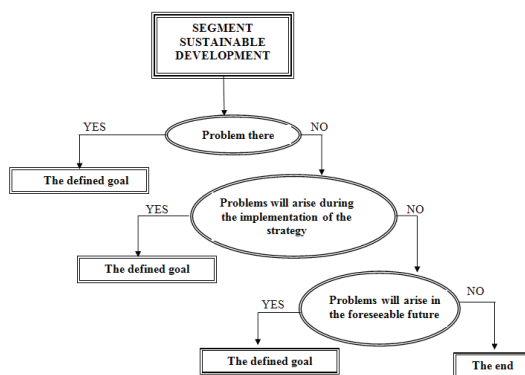 SEGMENT
SUSTAINABLE
DEVELOPMENT
YES
Problem there
NO
The defined goal
YES
Problems will arise during
the implementation of the
strategy
NO
The defined goal
YES
Problems will arise in
the foreseeable future
NO
The defined goal
The end